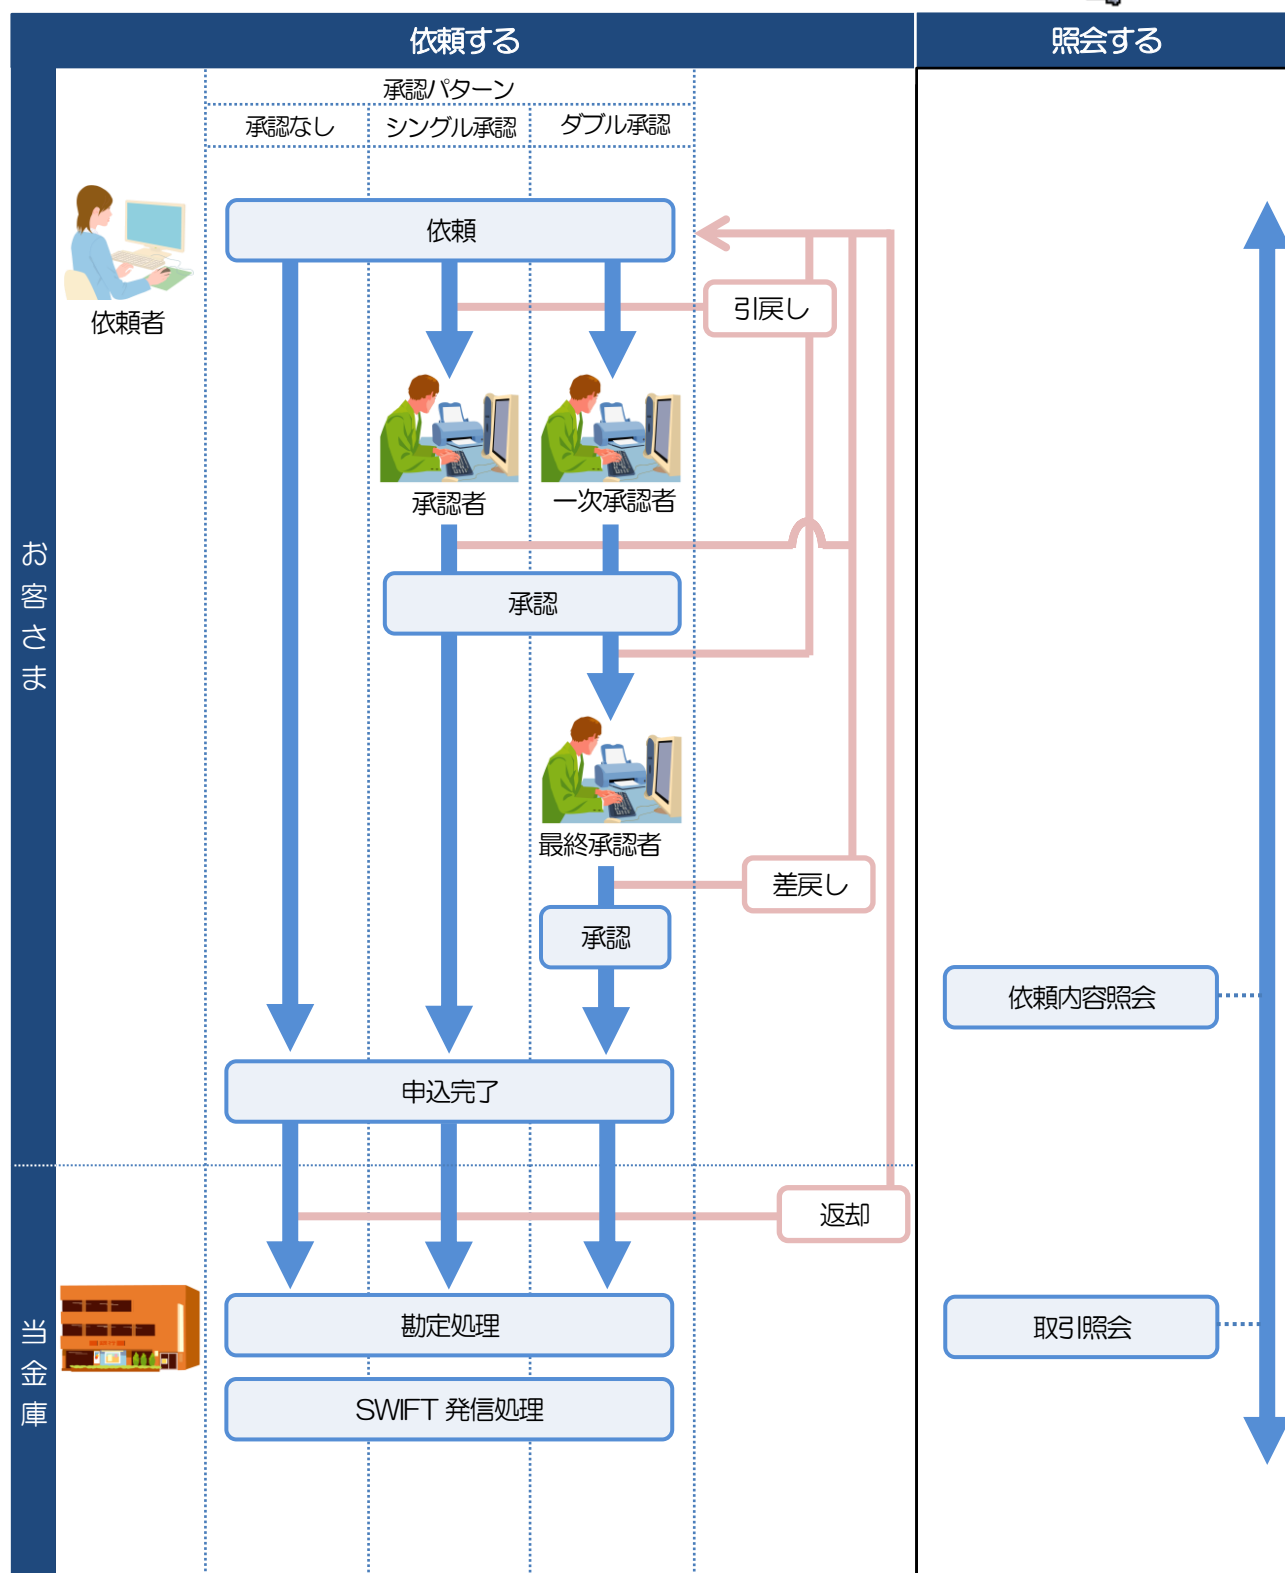 依頼する
照会する
承認パターン
承認なし
シングル承認
ダブル承認
依頼
依頼者
引戻し
承認者
一次承認者
お客さま
承認
最終承認者
差戻し
承認
依頼内容照会
申込完了
返却
当金庫
勘定処理
取引照会
SWIFT 発信処理